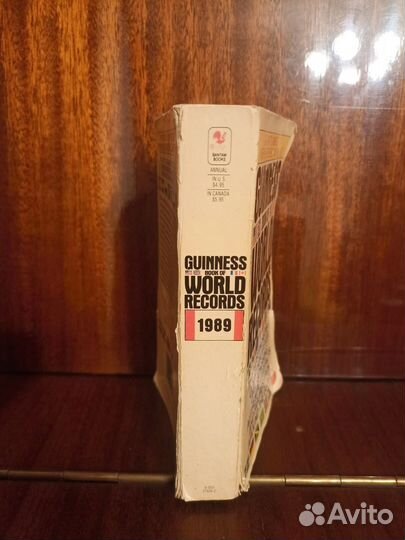 BANTAM
BOOKS
ANNUAL
IN U.S.
$4.95
IN CANADA
$5.95
GUINNESS
BOOK OF
WORLD
RECORDS
1989
Avito